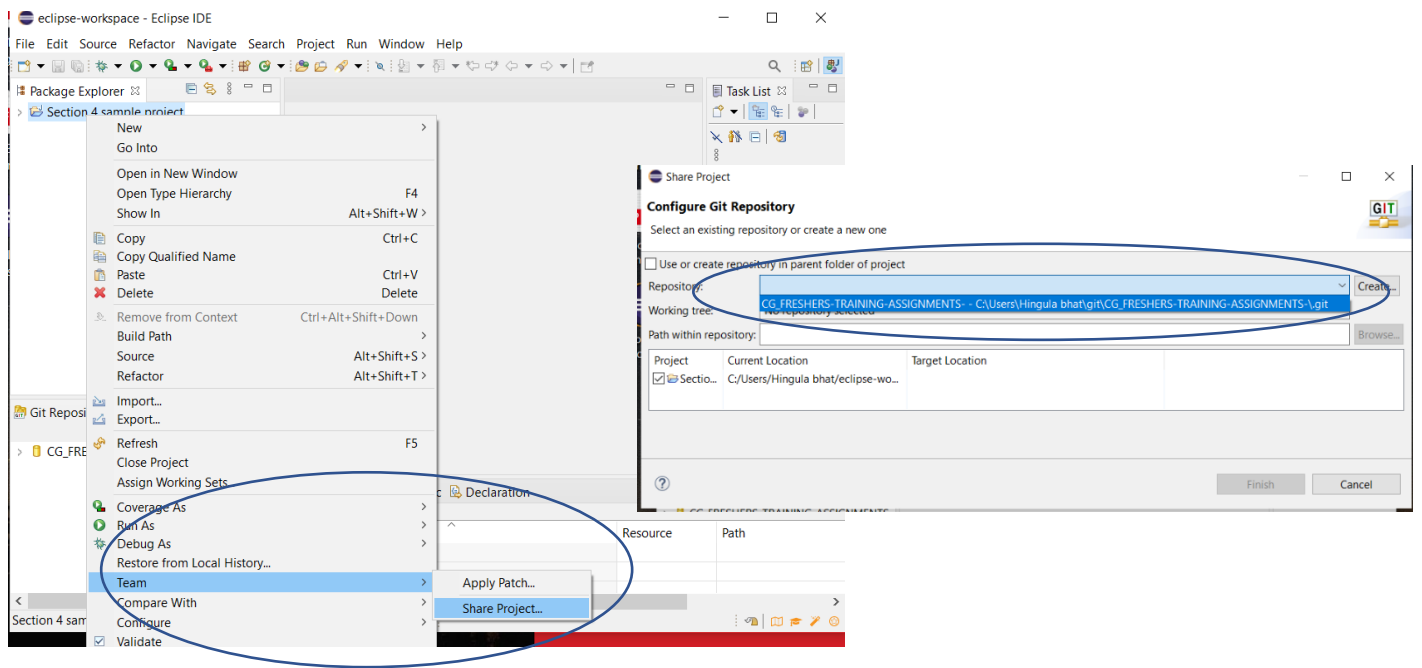 eclipse-workspace - Eclipse IDE
File Edit Source Refactor Navigate Search Project Run Window Help
Package Explorer
Task List
Section 4 sample project
New
Go Into
Open in New Window
Open Type Hierarchy F4
Show In Alt+Shift+W
Copy Ctrl+C
Copy Qualified Name
Paste Ctrl+V
Delete Delete
Remove from Context Ctrl+Alt+Shift+Down
Build Path
Source Alt+Shift+S
Refactor Alt+Shift+T
Import...
Export...
Refresh F5
Close Project
Assign Working Sets
Coverage As
Run As
Debug As
Restore from Local History...
Team
Compare With
Configure
Validate
Apply Patch...
Share Project...
Git Reposi
CG_FRE
Declaration
Resource Path
Section 4 sam
Share Project
Configure Git Repository
GIT
Select an existing repository or create a new one
Use or create repository in parent folder of project
Repository: Create...
CG_FRESHERS-TRAINING-ASSIGNMENTS- - C:\Users\Hingula bhat\git\CG_FRESHERS-TRAINING-ASSIGNMENTS-\.git
Working tree: No repository selected
Path within repository: Browse...
Project Current Location Target Location
Sectio... C:/Users/Hingula bhat/eclipse-wo...
Finish Cancel